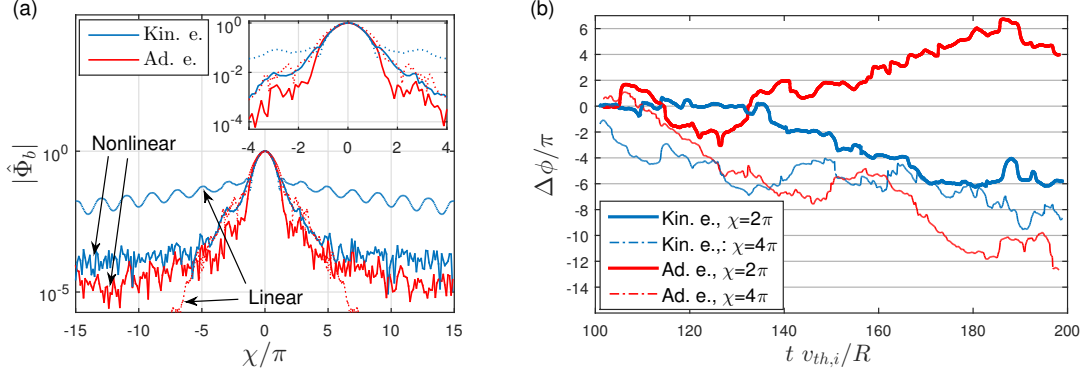 (a)
Kin. e.
Ad. e.
10^0
10^-2
10^-4
-4 -2 0 2 4
Nonlinear
Linear
|Φ̂_b|
10^0
10^-5
-15 -10 -5 0 5 10 15
χ/π
(b)
Δφ/π
6
4
2
0
-2
-4
-6
-8
-10
-12
-14
Kin. e., χ=2π
Kin. e.,: χ=4π
Ad. e., χ=2π
Ad. e., χ=4π
100 120 140 160 180 200
t v_{th,i}/R